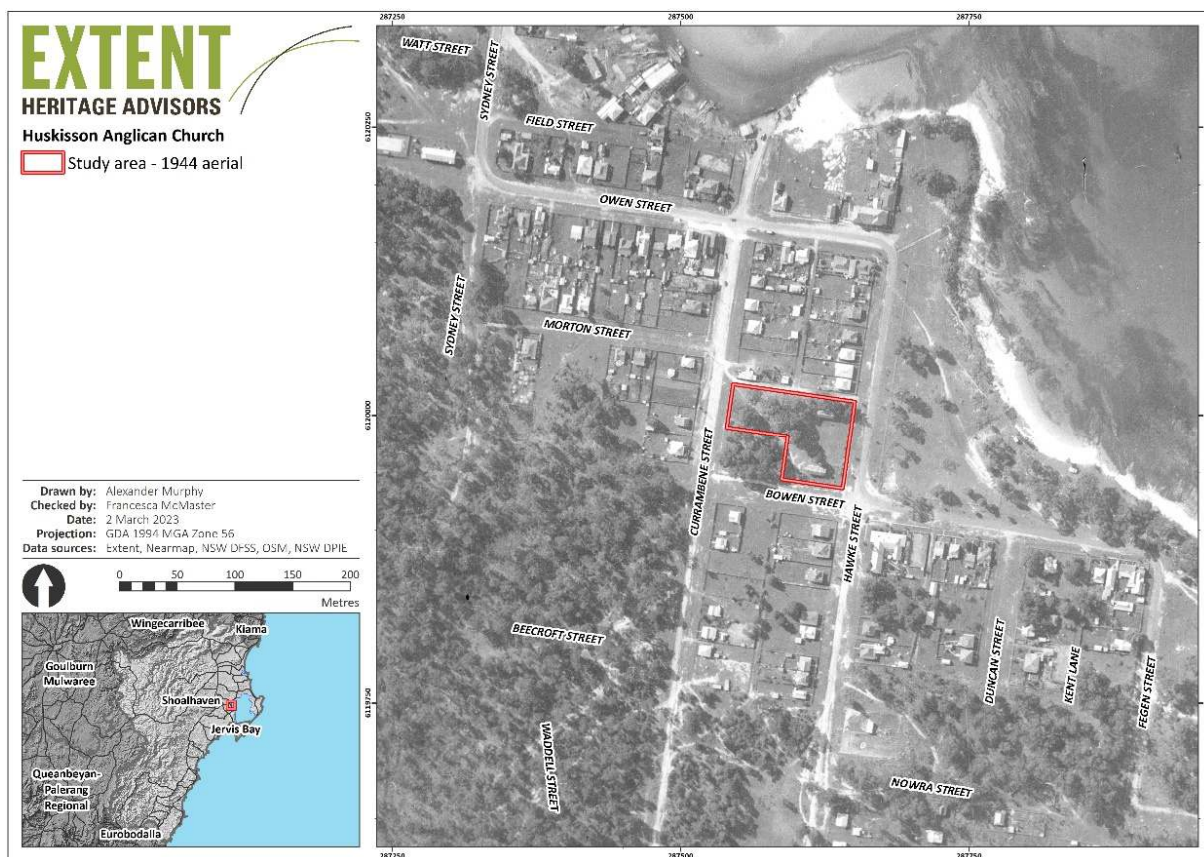 EXTENT
HERITAGE ADVISORS
Huskisson Anglican Church
Study area - 1944 aerial
Drawn by: Alexander Murphy
Checked by: Francesca McMaster
Date: 2 March 2023
Projection: GDA 1994 MGA Zone 56
Data sources: Extent, Nearmap, NSW DFSS, OSM, NSW DPIE
0 50 100 150 200
Metres
Wingecarribee
Kiama
Goulburn
Mulwaree
Shoalhaven
Jervis Bay
Queanbeyan-
Palerang
Regional
Eurobodalla
287250
287500
287750
6120250
6120000
6119750
287250
287500
287750
WATT STREET
SYDNEY STREET
FIELD STREET
OWEN STREET
SYDNEY STREET
MORTON STREET
CURRAMBENE STREET
BOWEN STREET
HAWKE STREET
BEECROFT STREET
WADDELL STREET
DUNCAN STREET
KENT LANE
FEGEN STREET
NOWRA STREET